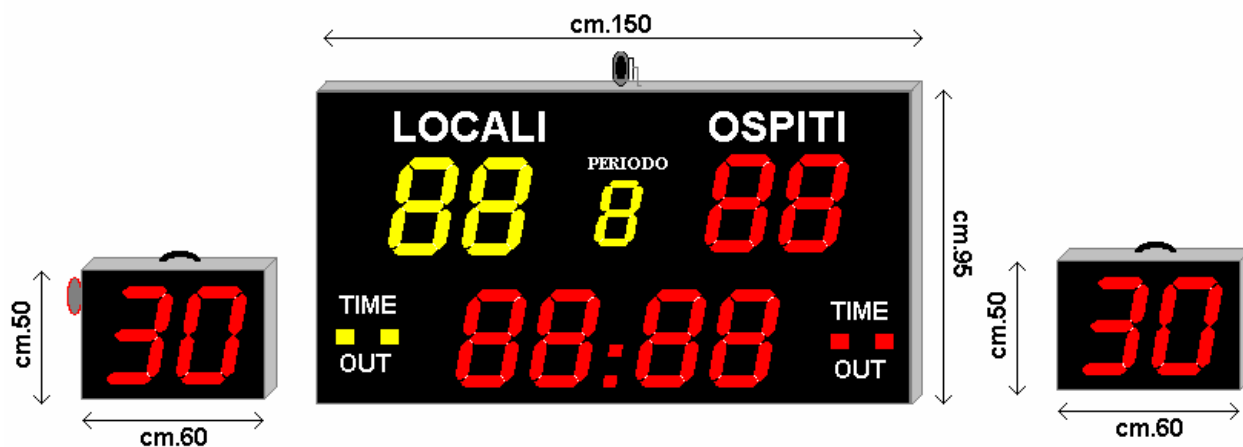 cm.150
LOCALI OSPITI
PERIODO
88 8 88
cm.95
30
cm.50
cm.60
TIME
OUT
88:88
TIME
OUT
30
cm.50
cm.60